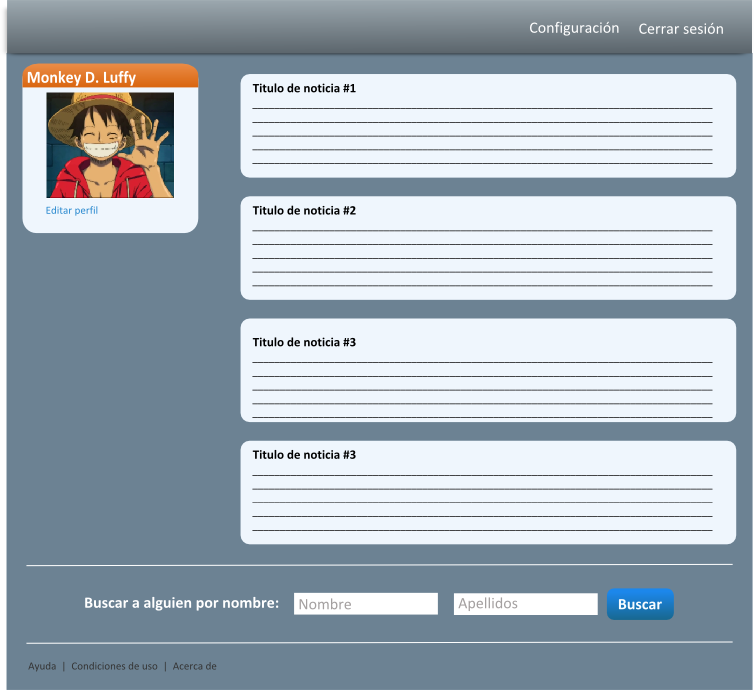 Configuración Cerrar sesión
Monkey D. Luffy
Editar perfil
Titulo de noticia #1
Titulo de noticia #2
Titulo de noticia #3
Titulo de noticia #3
Buscar a alguien por nombre: Nombre Apellidos Buscar
Ayuda | Condiciones de uso | Acerca de